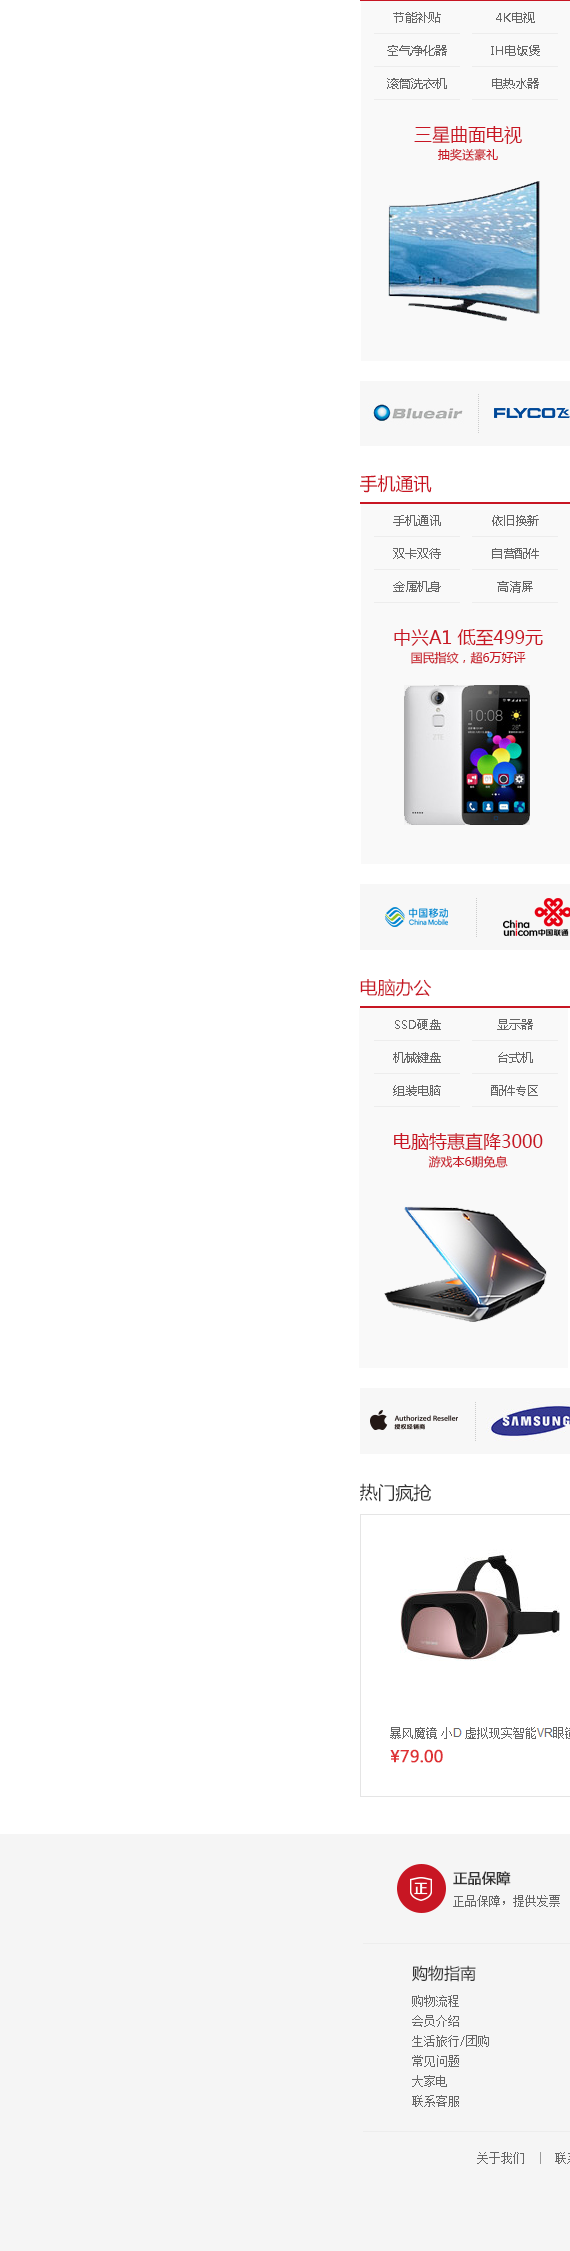 节能补贴 4K电视
空气净化器 IH电饭煲
滚筒洗衣机 电热水器
三星曲面电视
抽奖送豪礼
Blueair FLYCO飞
手机通讯
手机通讯 依旧换新
双卡双待 自营配件
金属机身 高清屏
中兴A1 低至499元
国民指纹，超6万好评
10:08
中国移动
China Mobile
China
unicom中国联通
电脑办公
SSD硬盘 显示器
机械键盘 台式机
组装电脑 配件专区
电脑特惠直降3000
游戏本6期免息
Authorized Reseller
授权经销商
SAMSUNG
热门疯抢
暴风魔镜 小D 虚拟现实智能VR眼镜
¥79.00
正
正品保障
正品保障，提供发票
购物指南
购物流程
会员介绍
生活旅行/团购
常见问题
大家电
联系客服
关于我们 | 联